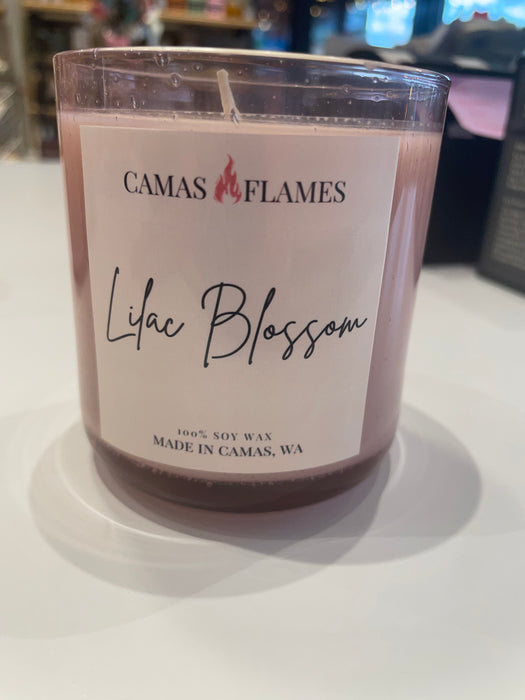 CAMAS FLAMES
Lilac Blossom
100% SOY WAX
MADE IN CAMAS, WA